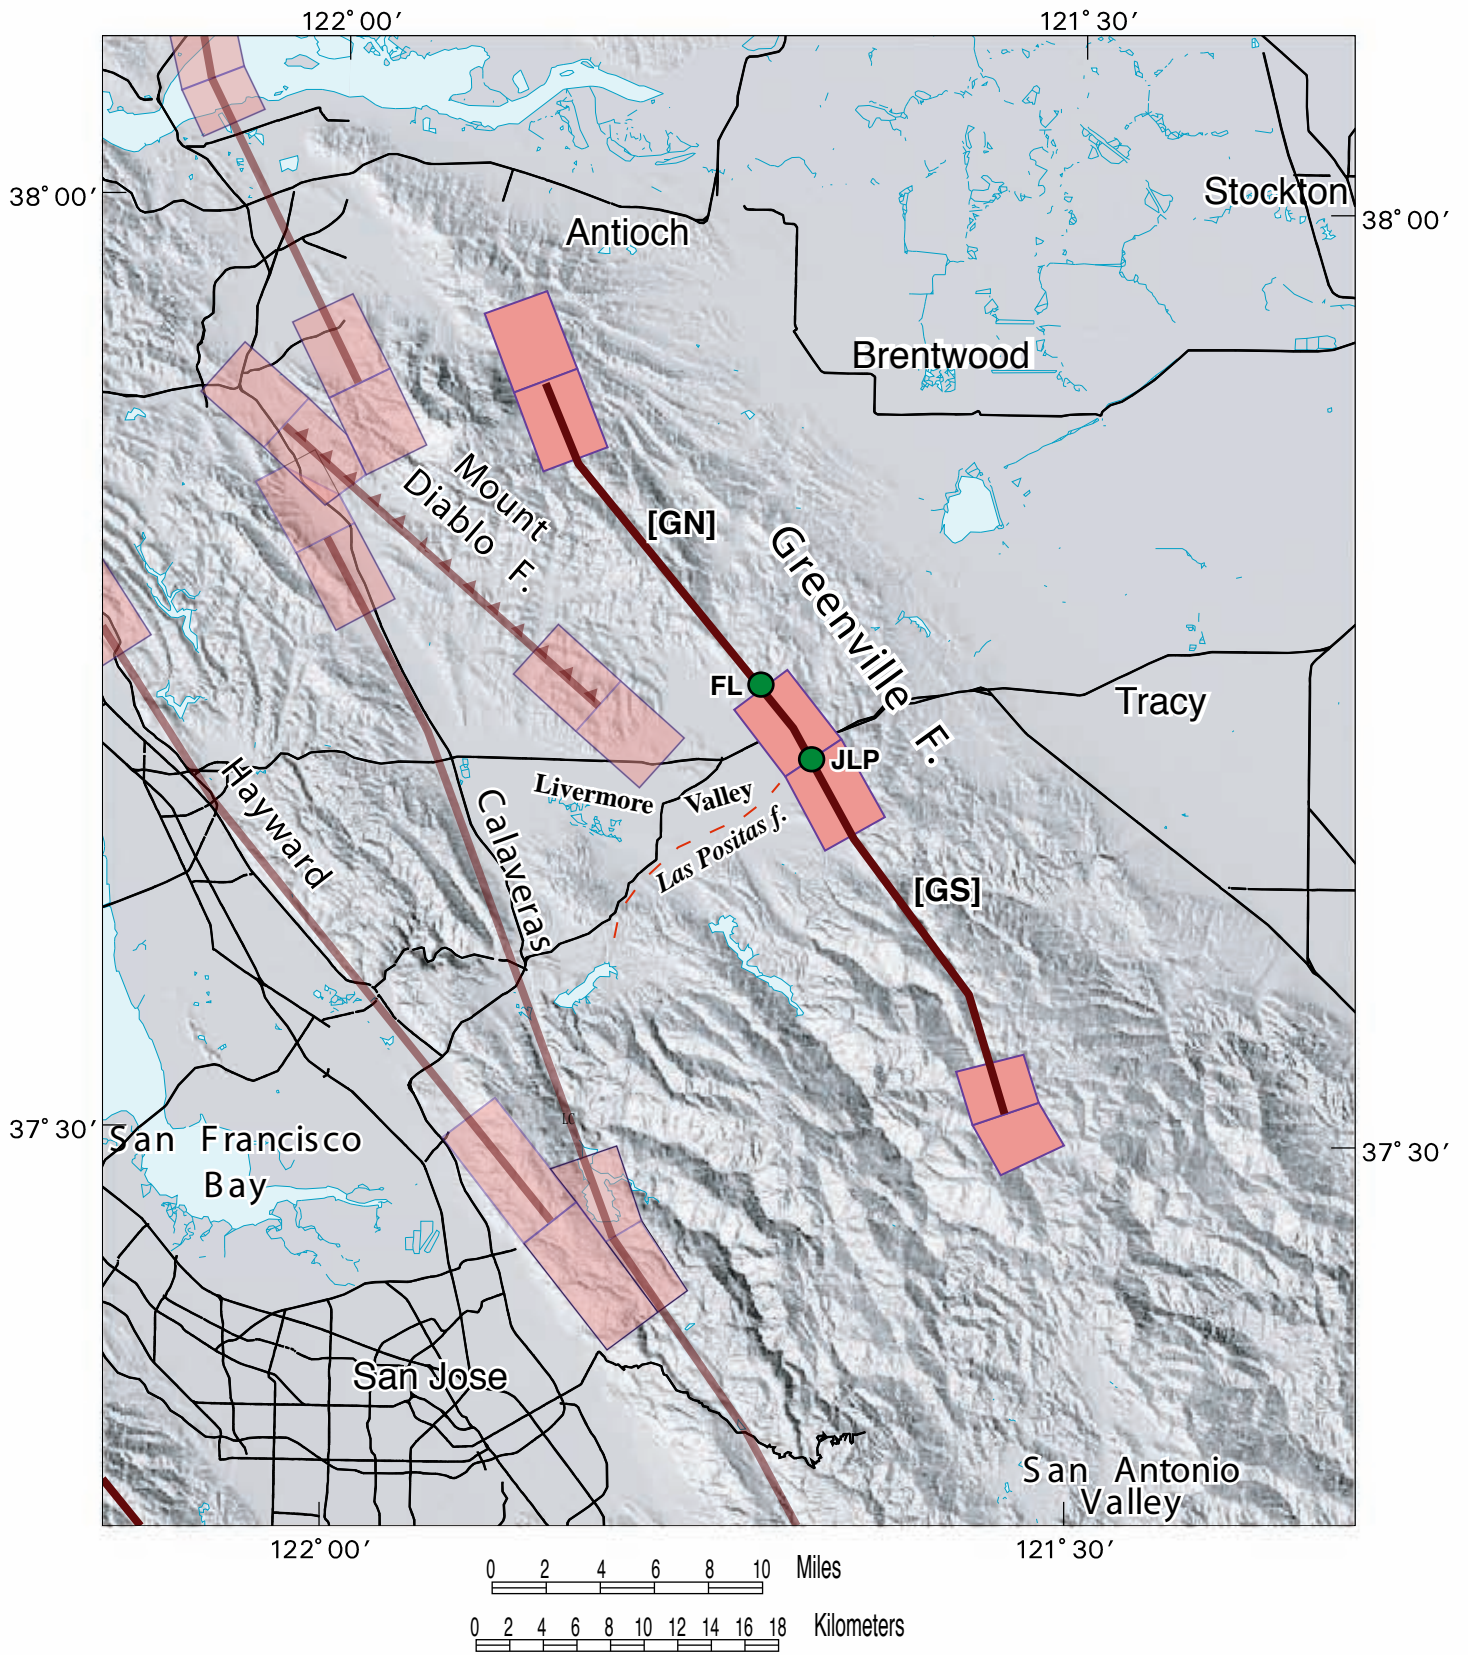 122° 00′
121° 30′
38° 00′
38° 00′
Stockton
Antioch
Brentwood
Mount
Diablo F.
[GN]
Greenville F.
FL
JLP
Tracy
Hayward
Calaveras
Livermore Valley
Las Positas f.
[GS]
LC
37° 30′
37° 30′
San Francisco
Bay
San Jose
San Antonio
Valley
122° 00′
121° 30′
0 2 4 6 8 10 Miles
0 2 4 6 8 10 12 14 16 18 Kilometers